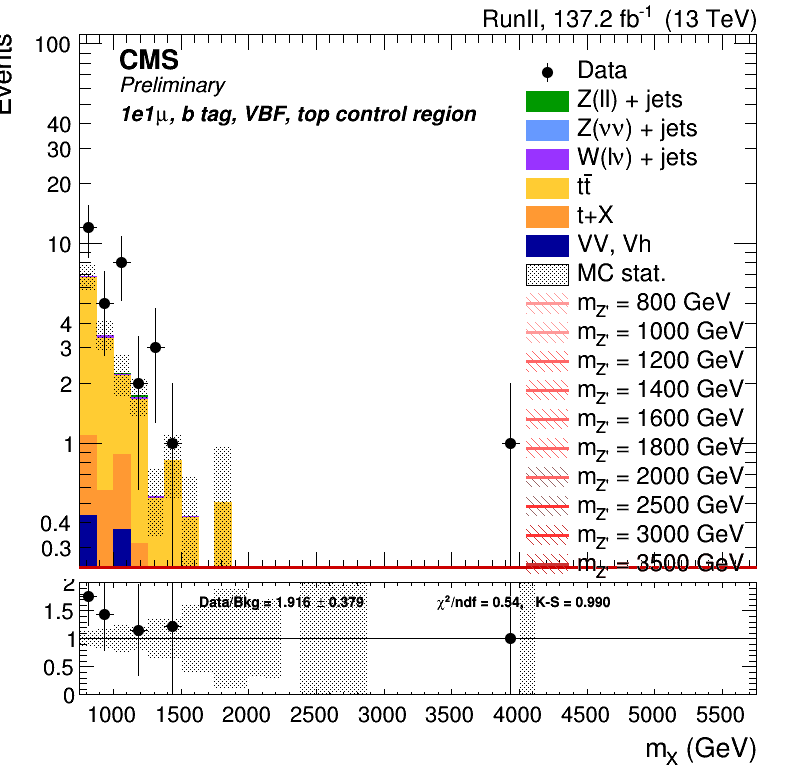 RunII, 137.2 fb-1 (13 TeV)
Events
100
40
30
20
10
4
3
2
1
0.4
0.3
CMS
Preliminary
1e1μ, b tag, VBF, top control region
Data
Z(ll) + jets
Z(νν) + jets
W(lν) + jets
tt̄
t+X
VV, Vh
MC stat.
mZ' = 800 GeV
mZ' = 1000 GeV
mZ' = 1200 GeV
mZ' = 1400 GeV
mZ' = 1600 GeV
mZ' = 1800 GeV
mZ' = 2000 GeV
mZ' = 2500 GeV
mZ' = 3000 GeV
mZ' = 3500 GeV
2
1.5
1
0.5
0
Data/Bkg = 1.916 ± 0.379
χ²/ndf = 0.54, K-S = 0.990
1000 1500 2000 2500 3000 3500 4000 4500 5000 5500
mX (GeV)